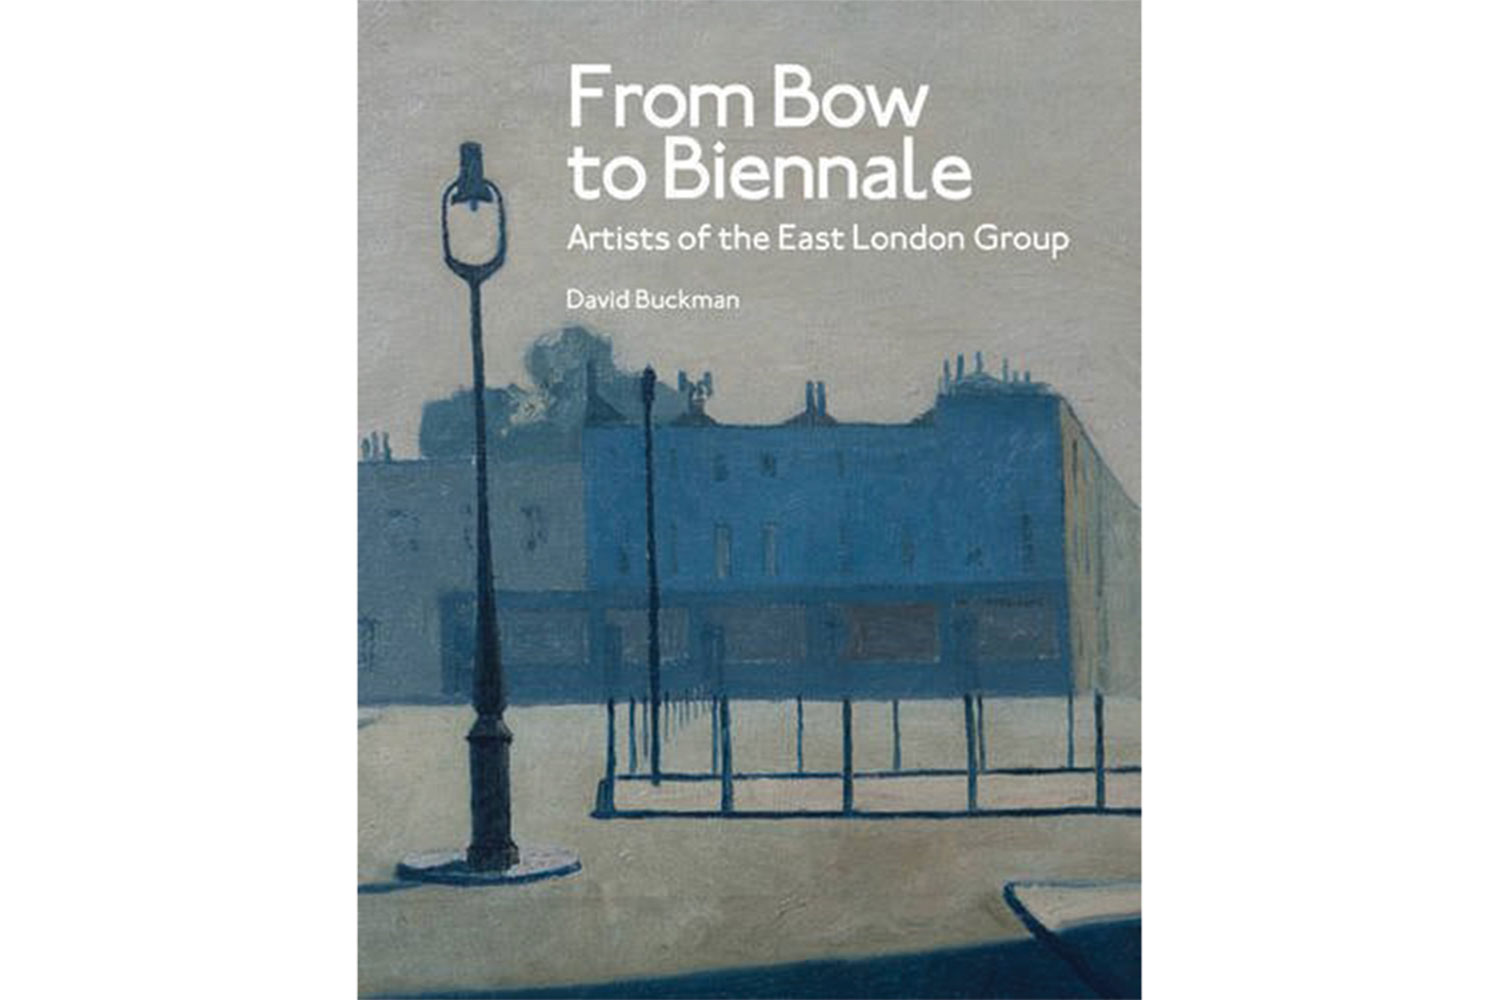 From Bow
to Biennale
Artists of the East London Group
David Buckman